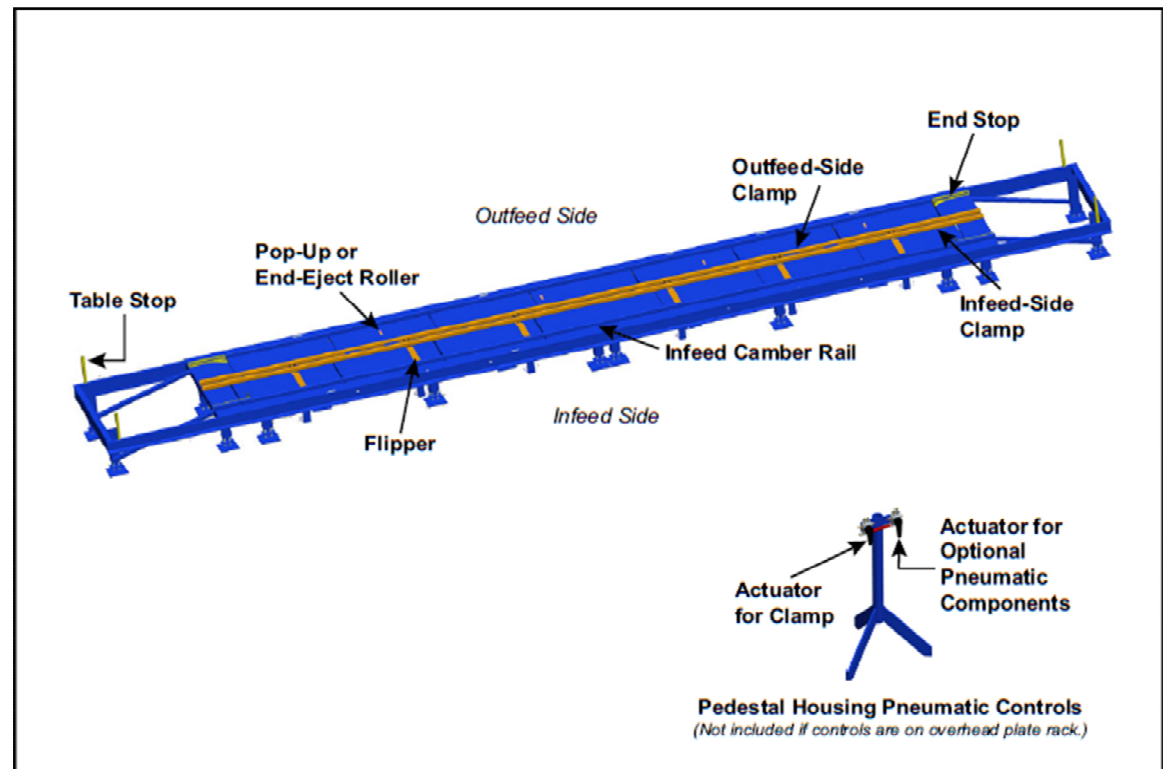 End Stop
Outfeed-Side
Clamp
Outfeed Side
Pop-Up or
End-Eject Roller
Table Stop
Infeed-Side
Clamp
Infeed Camber Rail
Infeed Side
Flipper
Actuator for
Optional
Pneumatic
Components
Actuator
for Clamp
Pedestal Housing Pneumatic Controls
(Not included if controls are on overhead plate rack.)